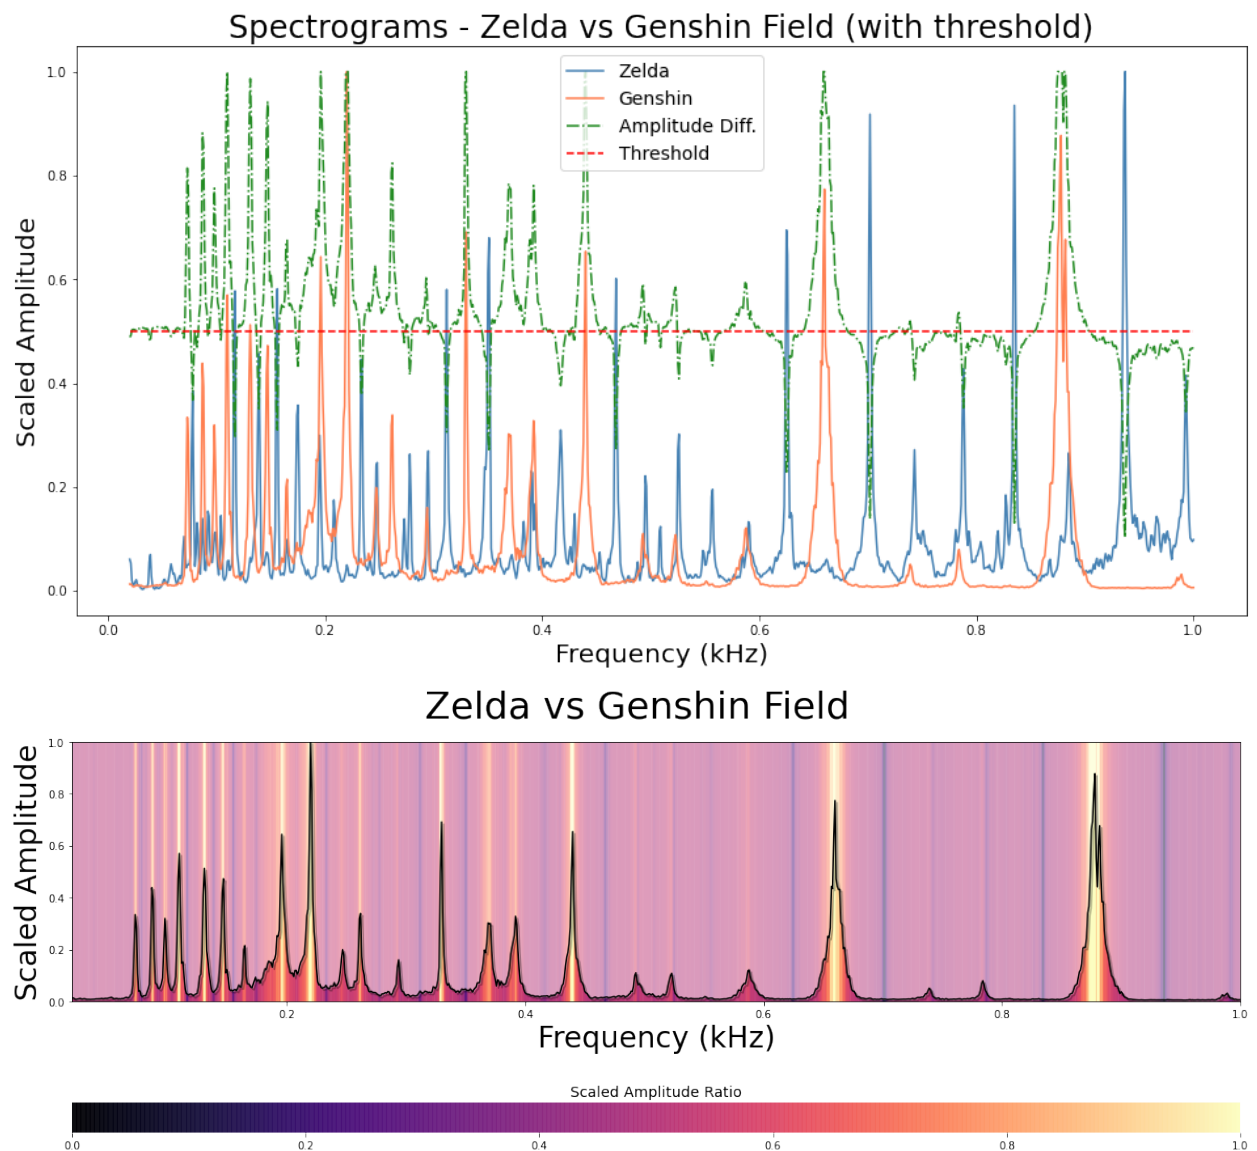 Spectrograms - Zelda vs Genshin Field (with threshold)
Zelda
Genshin
Amplitude Diff.
Threshold
Scaled Amplitude
1.0
0.8
0.6
0.4
0.2
0.0
0.0 0.2 0.4 0.6 0.8 1.0
Frequency (kHz)
Zelda vs Genshin Field
Scaled Amplitude
1.0
0.8
0.6
0.4
0.2
0.0
0.2 0.4 0.6 0.8 1.0
Frequency (kHz)
Scaled Amplitude Ratio
0.0 0.2 0.4 0.6 0.8 1.0